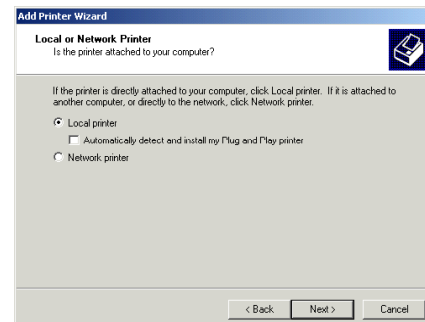 Add Printer Wizard
Local or Network Printer
Is the printer attached to your computer?
If the printer is directly attached to your computer, click Local printer. If it is attached to
another computer, or directly to the network, click Network printer.
Local printer
Automatically detect and install my Plug and Play printer
Network printer
< Back
Next >
Cancel